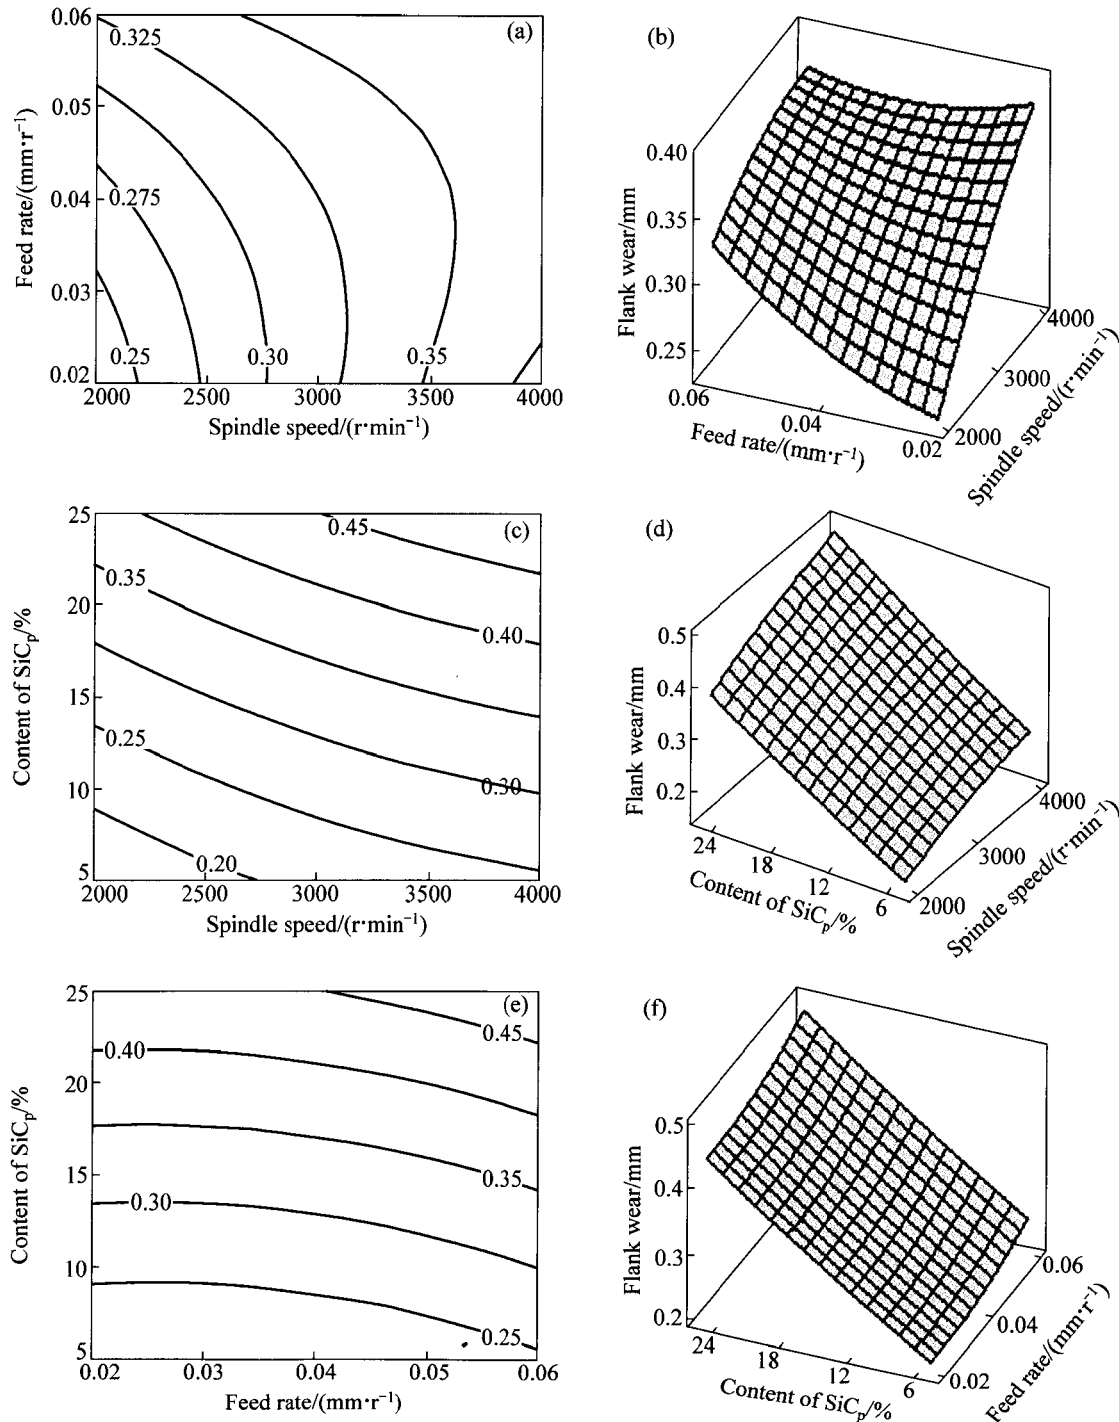 (a)
0.06
0.05
0.04
0.03
0.02
Feed rate/(mm·r⁻¹)
0.325
0.275
0.25
0.30
0.35
2000 2500 3000 3500 4000
Spindle speed/(r·min⁻¹)
(b)
0.40
0.35
0.30
0.25
Flank wear/mm
0.06
0.04
0.02
Feed rate/(mm·r⁻¹)
2000
3000
4000
Spindle speed/(r·min⁻¹)
(c)
25
20
15
10
5
Content of SiCₚ/%
0.45
0.35
0.40
0.25
0.30
0.20
2000 2500 3000 3500 4000
Spindle speed/(r·min⁻¹)
(d)
0.5
0.4
0.3
0.2
Flank wear/mm
24
18
12
6
Content of SiCₚ/%
2000
3000
4000
Spindle speed/(r·min⁻¹)
(e)
25
20
15
10
5
Content of SiCₚ/%
0.45
0.40
0.35
0.30
0.25
0.02 0.03 0.04 0.05 0.06
Feed rate/(mm·r⁻¹)
(f)
0.5
0.4
0.3
0.2
Flank wear/mm
24
18
12
6
Content of SiCₚ/%
0.02
0.04
0.06
Feed rate/(mm·r⁻¹)